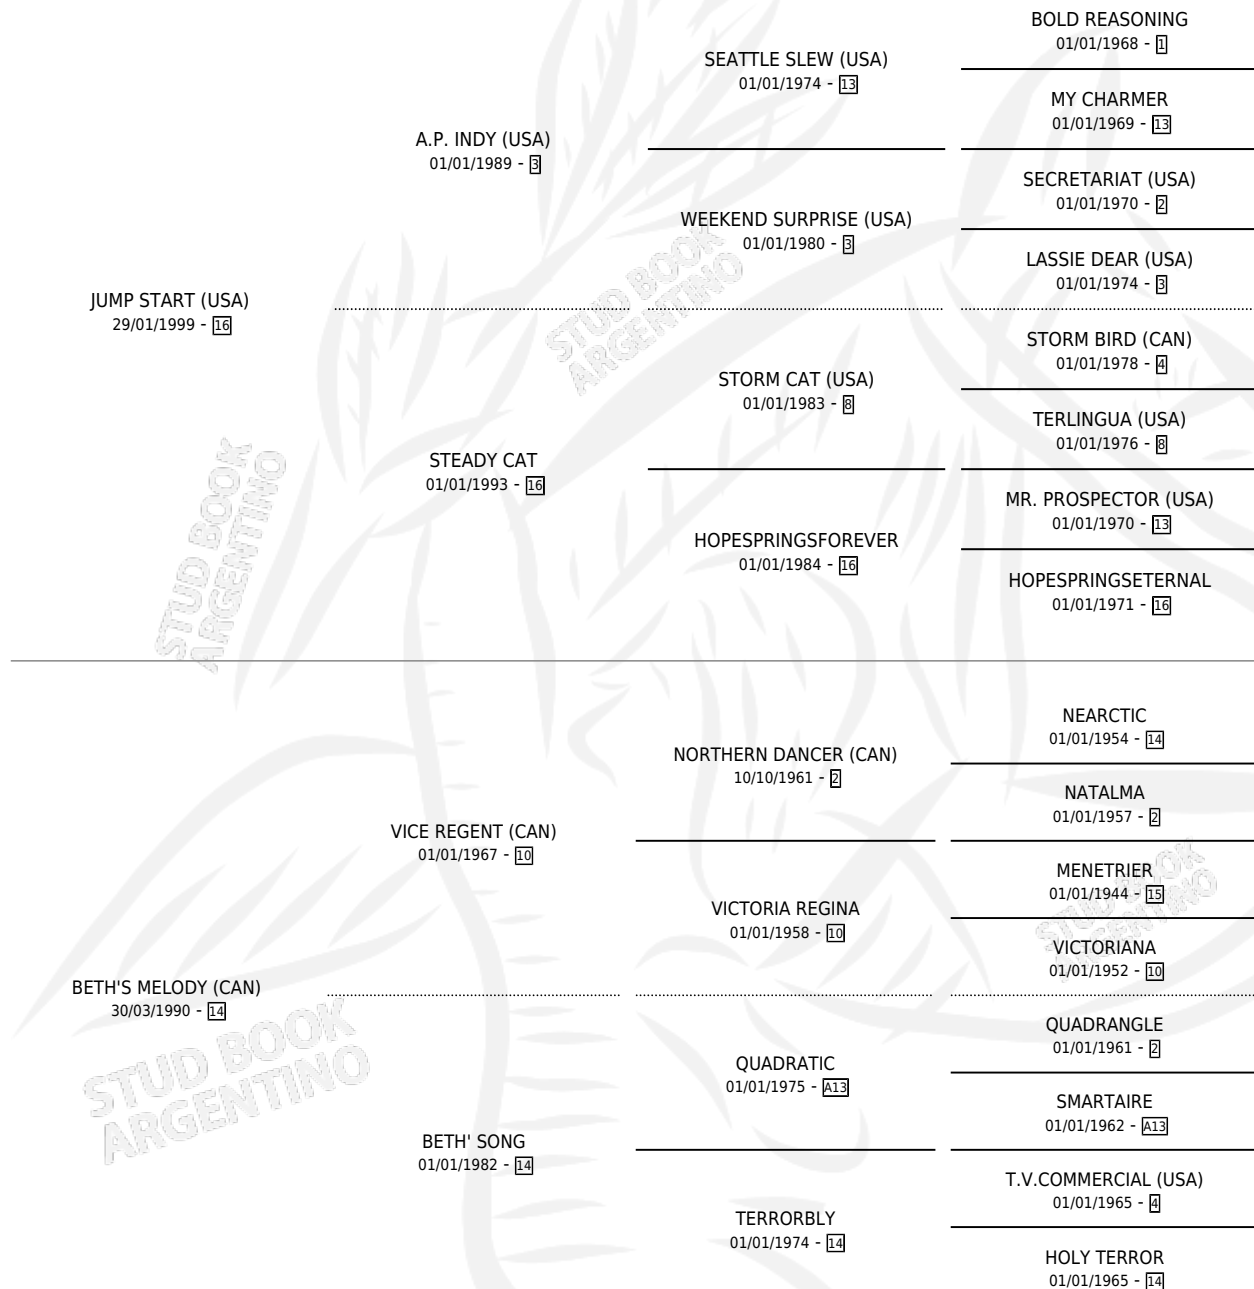 BOLD REASONING
01/01/1968 - 1
SEATTLE SLEW (USA)
01/01/1974 - 13
MY CHARMER
01/01/1969 - 13
A.P. INDY (USA)
01/01/1989 - 3
SECRETARIAT (USA)
01/01/1970 - 2
WEEKEND SURPRISE (USA)
01/01/1980 - 3
LASSIE DEAR (USA)
01/01/1974 - 3
JUMP START (USA)
29/01/1999 - 16
STORM BIRD (CAN)
01/01/1978 - 4
STORM CAT (USA)
01/01/1983 - 8
TERLINGUA (USA)
01/01/1976 - 8
STEADY CAT
01/01/1993 - 16
MR. PROSPECTOR (USA)
01/01/1970 - 13
HOPESPRINGSFOREVER
01/01/1984 - 16
HOPESPRINGSETERNAL
01/01/1971 - 16
NEARCTIC
01/01/1954 - 14
NORTHERN DANCER (CAN)
10/10/1961 - 2
NATALMA
01/01/1957 - 2
VICE REGENT (CAN)
01/01/1967 - 10
MENETRIER
01/01/1944 - 15
VICTORIA REGINA
01/01/1958 - 10
VICTORIANA
01/01/1952 - 10
BETH'S MELODY (CAN)
30/03/1990 - 14
QUADRANGLE
01/01/1961 - 2
QUADRATIC
01/01/1975 - A13
SMARTAIRE
01/01/1962 - A13
BETH' SONG
01/01/1982 - 14
T.V.COMMERCIAL (USA)
01/01/1965 - 4
TERRORBLY
01/01/1974 - 14
HOLY TERROR
01/01/1965 - 14
STUD BOOK
ARGENTINO
STUD BOOK
ARGENTINO
STUD BOOK
ARGENTINO
STUD BOOK
ARGENTINO